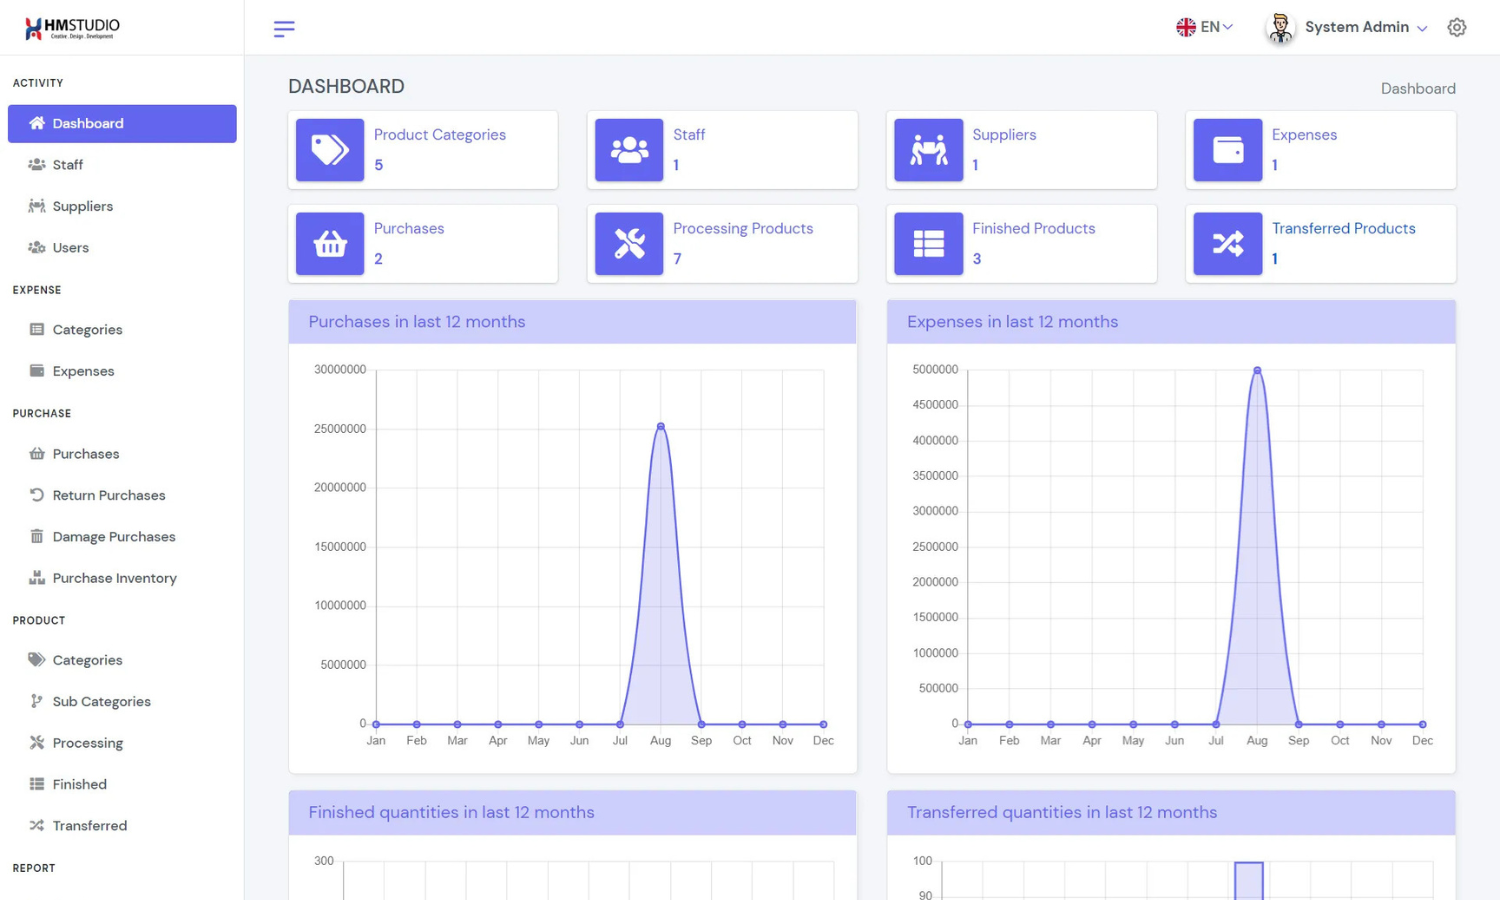 HMSTUDIO
Creative . Design . Development
EN
System Admin
ACTIVITY
Dashboard
Staff
Suppliers
Users
EXPENSE
Categories
Expenses
PURCHASE
Purchases
Return Purchases
Damage Purchases
Purchase Inventory
PRODUCT
Categories
Sub Categories
Processing
Finished
Transferred
REPORT
DASHBOARD
Dashboard
Product Categories
5
Staff
1
Suppliers
1
Expenses
1
Purchases
2
Processing Products
7
Finished Products
3
Transferred Products
1
Purchases in last 12 months
30000000
25000000
20000000
15000000
10000000
5000000
0
Jan Feb Mar Apr May Jun Jul Aug Sep Oct Nov Dec
Expenses in last 12 months
5000000
4500000
4000000
3500000
3000000
2500000
2000000
1500000
1000000
500000
0
Jan Feb Mar Apr May Jun Jul Aug Sep Oct Nov Dec
Finished quantities in last 12 months
300
Transferred quantities in last 12 months
100
90